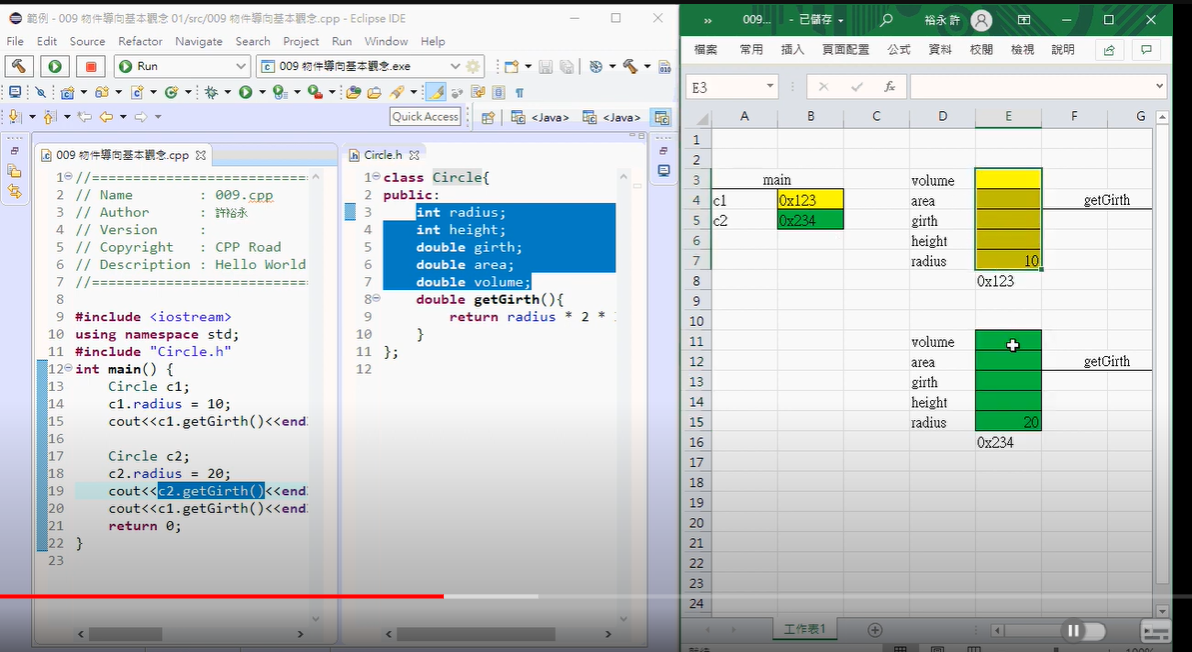 範例 - 009 物件導向基本觀念 01/src/009 物件導向基本觀念.cpp - Eclipse IDE
File Edit Source Refactor Navigate Search Project Run Window Help
Run
009 物件導向基本觀念.exe
Quick Access
<Java>
<Java>
009 物件導向基本觀念.cpp
1 //============================
2 // Name : 009.cpp
3 // Author : 許裕永
4 // Version :
5 // Copyright : CPP Road
6 // Description : Hello World
7 //============================
8
9 #include <iostream>
10 using namespace std;
11 #include "Circle.h"
12 int main() {
13 Circle c1;
14 c1.radius = 10;
15 cout<<c1.getGirth()<<end
16
17 Circle c2;
18 c2.radius = 20;
19 cout<<c2.getGirth()<<end
20 cout<<c1.getGirth()<<end
21 return 0;
22 }
23
Circle.h
1 class Circle{
2 public:
3 int radius;
4 int height;
5 double girth;
6 double area;
7 double volume;
8 double getGirth(){
9 return radius * 2 *
10 }
11 };
12
009... - 已儲存
裕永 許
檔案 常用 插入 頁面配置 公式 資料 校閱 檢視 說明
E3
fx
A B C D E F G
1
2
3 main volume
4 c1 0x123 area getGirth
5 c2 0x234 girth
6 height
7 radius 10
8 0x123
9
10
11 volume
12 area getGirth
13 girth
14 height
15 radius 20
16 0x234
17
18
19
20
21
22
23
24
工作表1